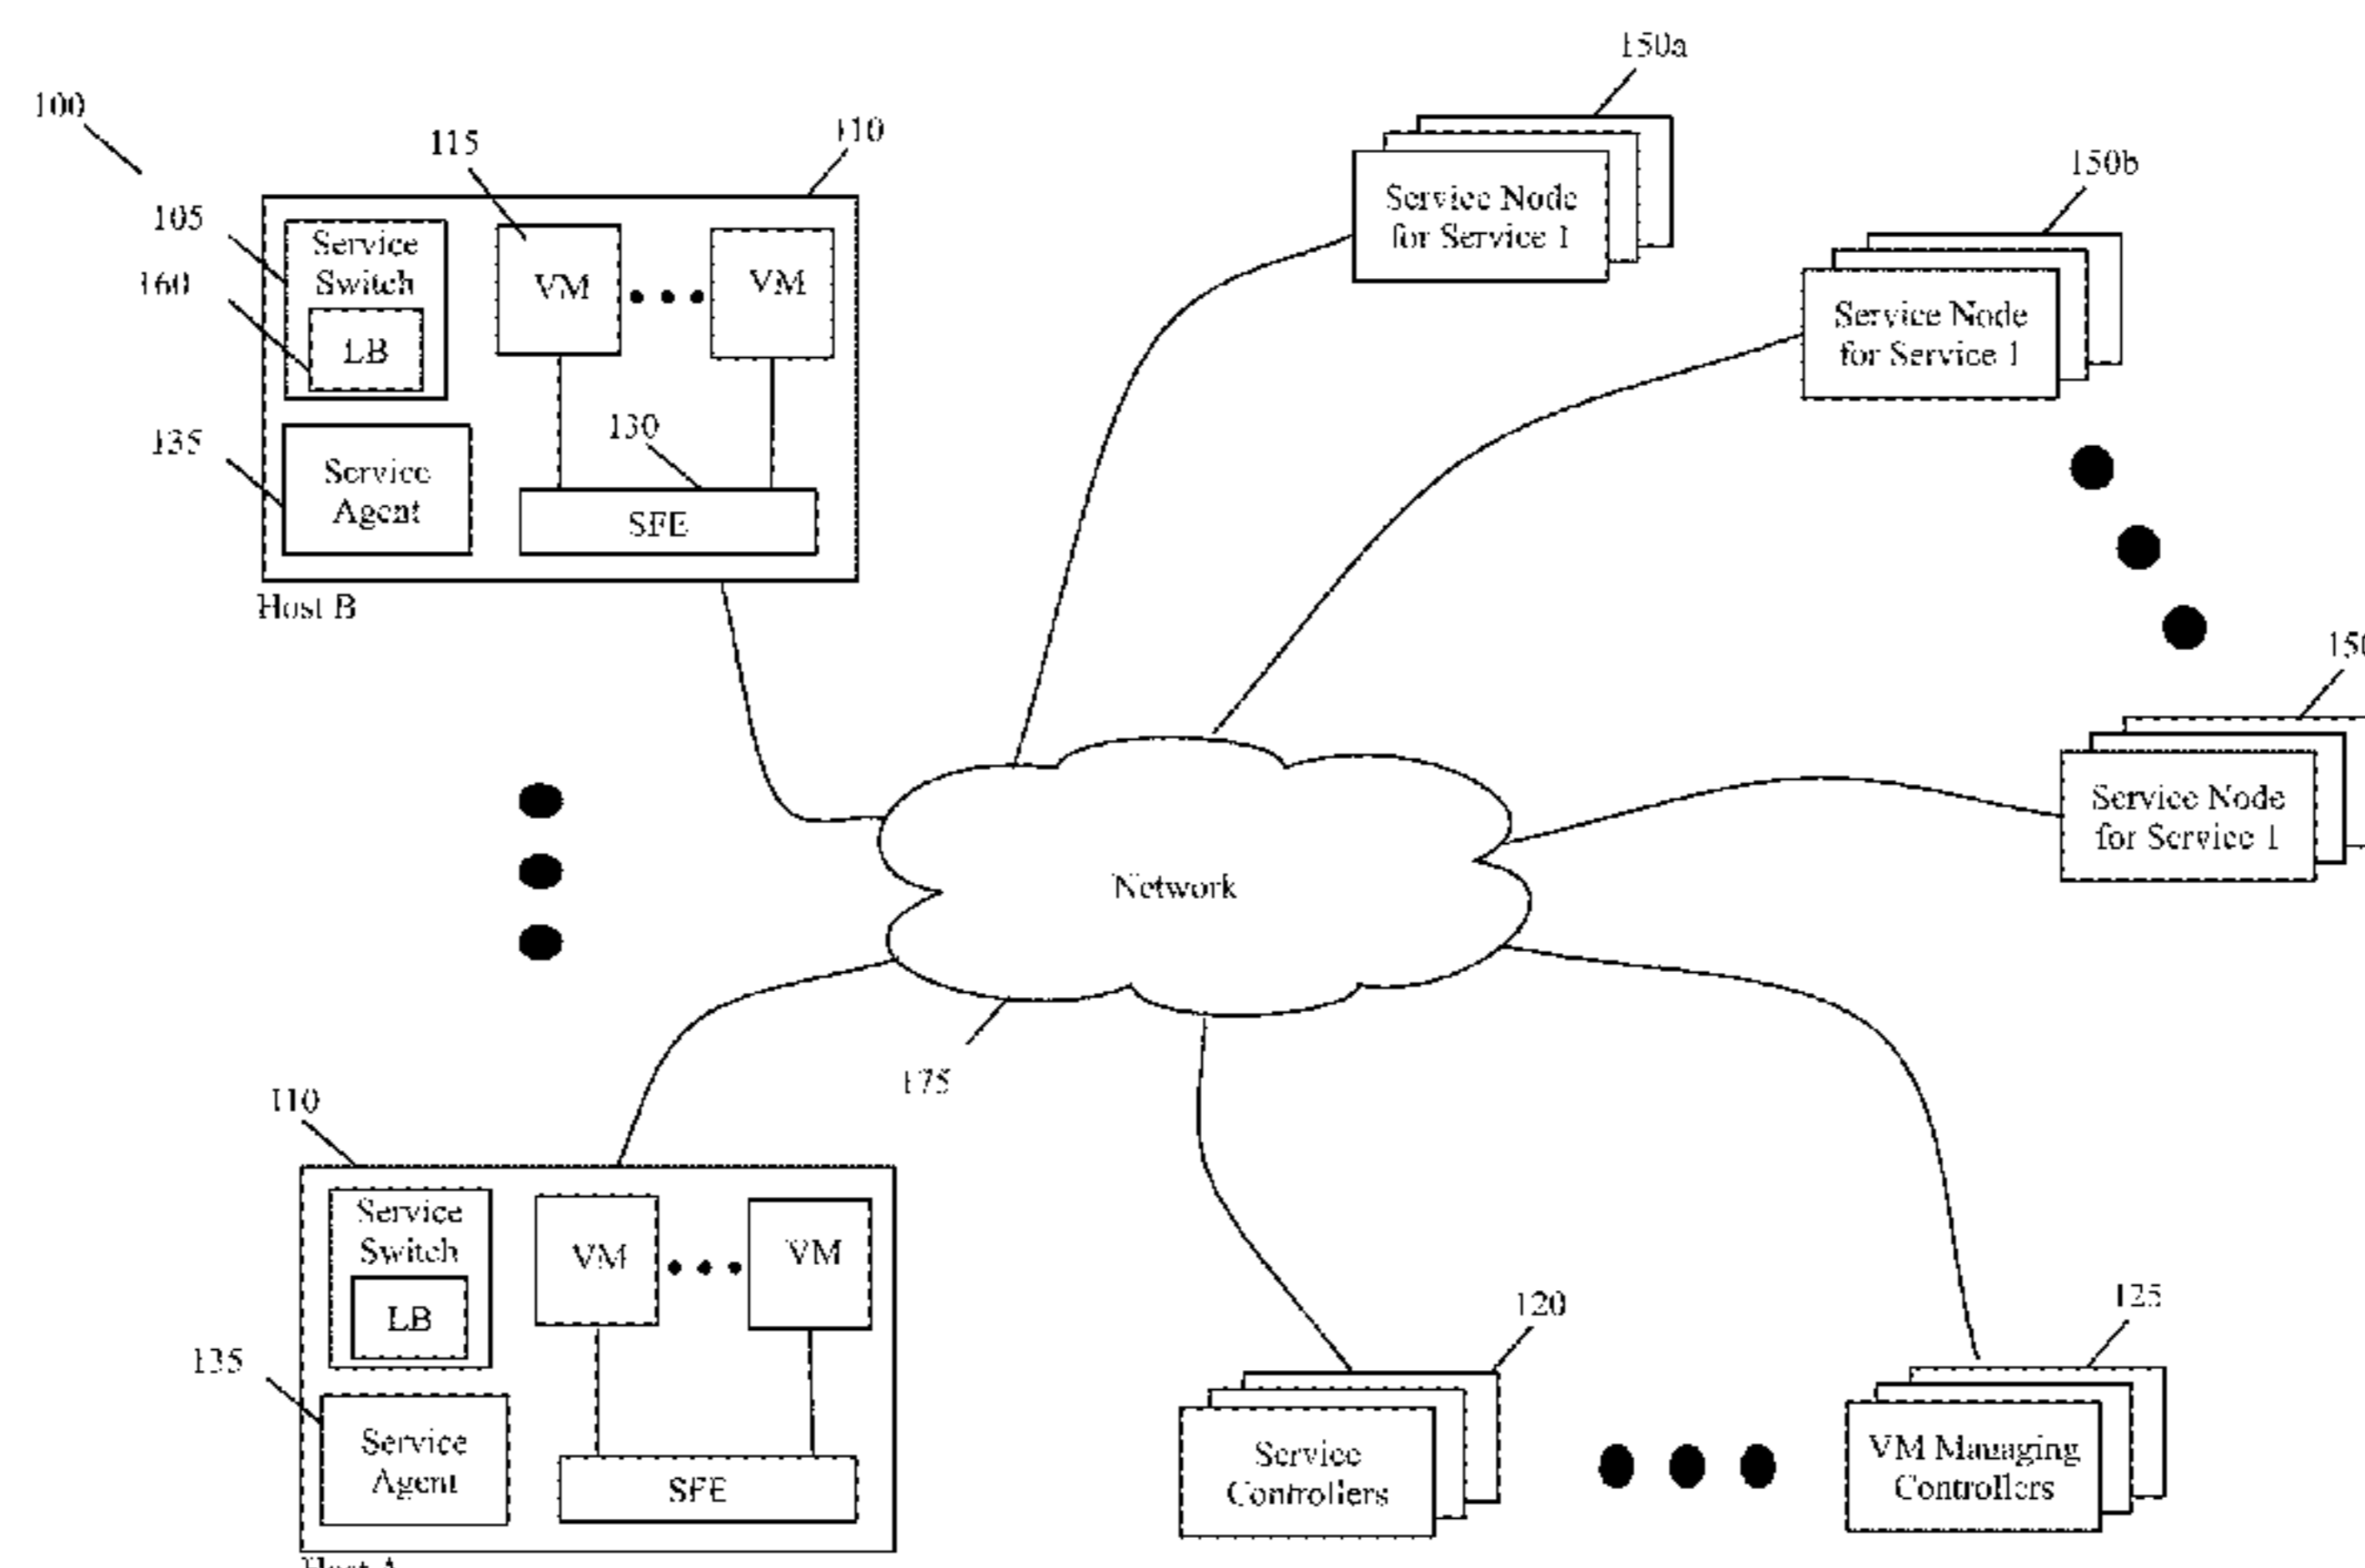 150a
100
115
110
150b
105
Service
Switch
160
LB
VM
VM
Service Node
for Service 1
Service Node
for Service 1
135
Service
Agent
130
SFE
Host B
Service Node
for Service 1
Network
175
110
Service
Switch
LB
VM
VM
135
Service
Agent
SFE
120
Service
Controllers
125
VM Managing
Controllers